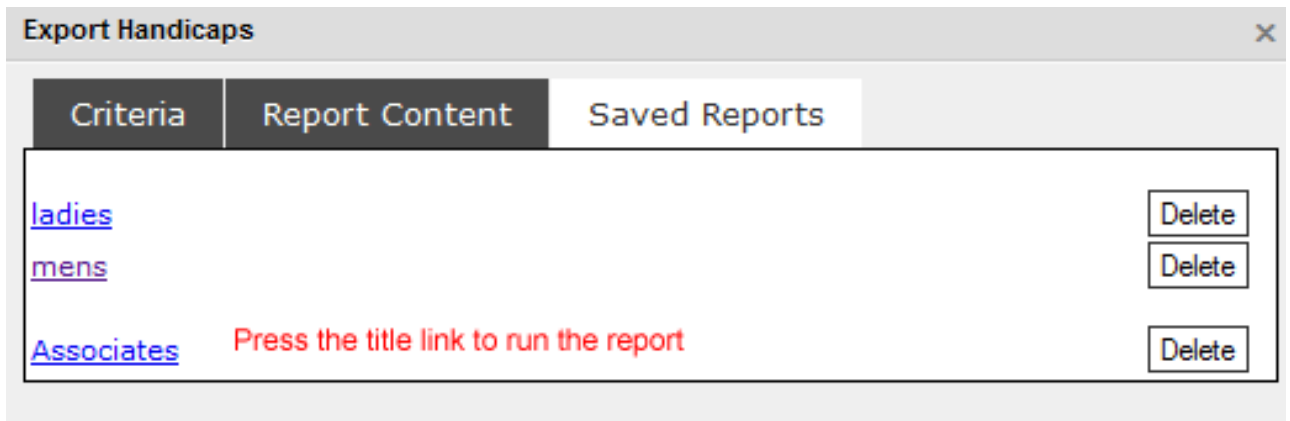 Export Handicaps ×
Criteria Report Content Saved Reports
ladies Delete
mens Delete
Associates Press the title link to run the report Delete